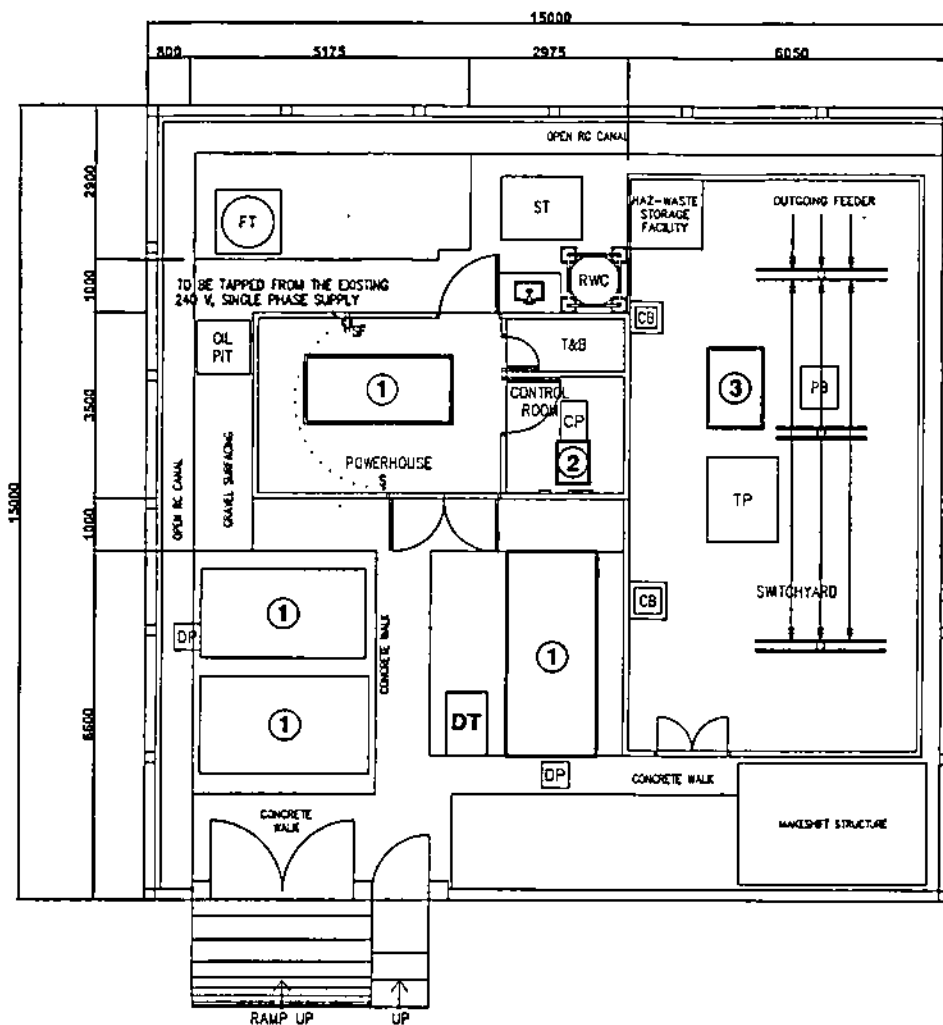 15000
800
5175
2975
6050
OPEN RC CANAL
2900
FT
ST
HAZ-WASTE
STORAGE
FACILITY
OUTGOING FEEDER
1000
TO BE TAPPED FROM THE EXISTING
240 V, SINGLE PHASE SUPPLY
RWC
SF
CB
OIL
PIT
T&B
15000
3500
1
CONTROL
ROOM
CP
3
PB
2
POWERHOUSE
S
OPEN RC CANAL
GRAVEL SURFACING
TP
1000
SWITCHYARD
CB
1
DP
CONCRETE WALK
1
6600
1
DT
DP
CONCRETE WALK
CONCRETE
WALK
MAKESHIFT STRUCTURE
RAMP UP
UP